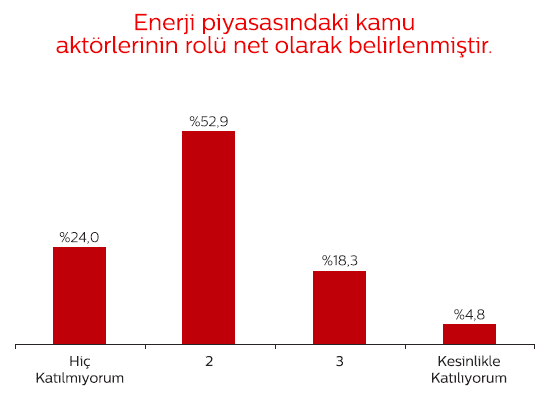 Enerji piyasasındaki kamu
aktörlerinin rolü net olarak belirlenmiştir.
%24,0
%52,9
%18,3
%4,8
Hiç
Katılmıyorum
2
3
Kesinlikle
Katılıyorum